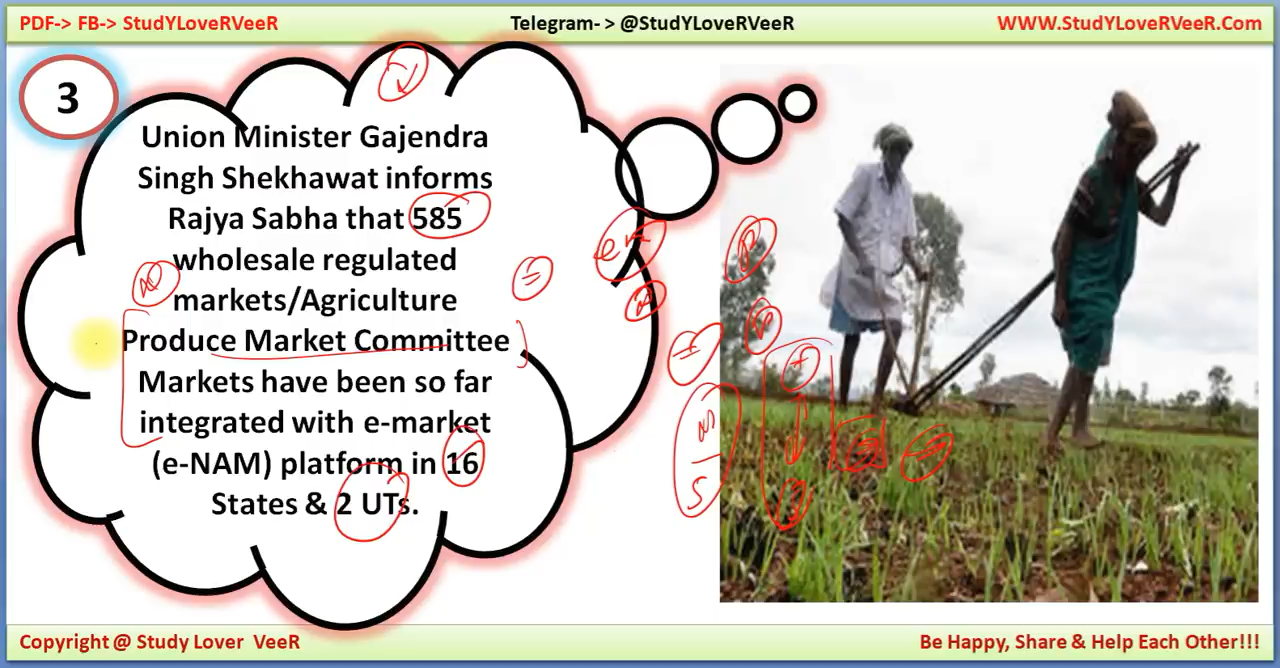 PDF-> FB-> StudYLoveRVeeR
Telegram- > @StudYLoveRVeeR
WWW.StudYLoveRVeeR.Com
3
Union Minister Gajendra
Singh Shekhawat informs
Rajya Sabha that 585
wholesale regulated
markets/Agriculture
Produce Market Committee
Markets have been so far
integrated with e-market
(e-NAM) platform in 16
States & 2 UTs.
Copyright @ Study Lover VeeR
Be Happy, Share & Help Each Other!!!